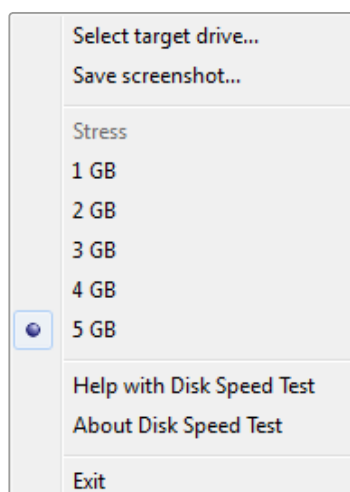 Select target drive...
Save screenshot...
Stress
1 GB
2 GB
3 GB
4 GB
5 GB
Help with Disk Speed Test
About Disk Speed Test
Exit